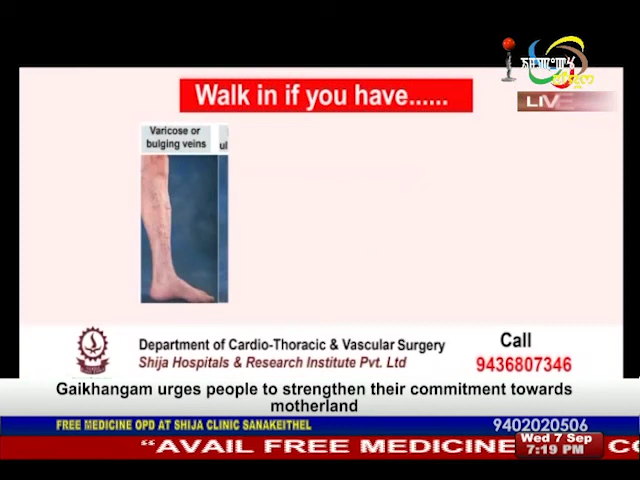 LIVE
Walk in if you have......
Varicose or
bulging veins
ul
Department of Cardio-Thoracic & Vascular Surgery
Shija Hospitals & Research Institute Pvt. Ltd
Call
9436807346
Gaikhangam urges people to strengthen their commitment towards
motherland
FREE MEDICINE OPD AT SHIJA CLINIC SANAKEITHEL
9402020506
“AVAIL FREE MEDICINE
CO
Wed 7 Sep
7:19 PM